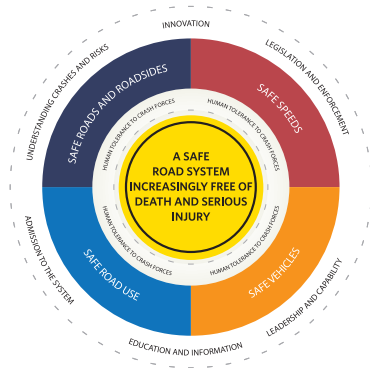 INNOVATION
UNDERSTANDING CRASHES AND RISKS
LEGISLATION AND ENFORCEMENT
SAFE ROADS AND ROADSIDES
SAFE SPEEDS
HUMAN TOLERANCE TO CRASH FORCES
HUMAN TOLERANCE TO CRASH FORCES
A SAFE
ROAD SYSTEM
INCREASINGLY FREE OF
DEATH AND SERIOUS
INJURY
HUMAN TOLERANCE TO CRASH FORCES
HUMAN TOLERANCE TO CRASH FORCES
SAFE ROAD USE
SAFE VEHICLES
ADMISSION TO THE SYSTEM
LEADERSHIP AND CAPABILITY
EDUCATION AND INFORMATION